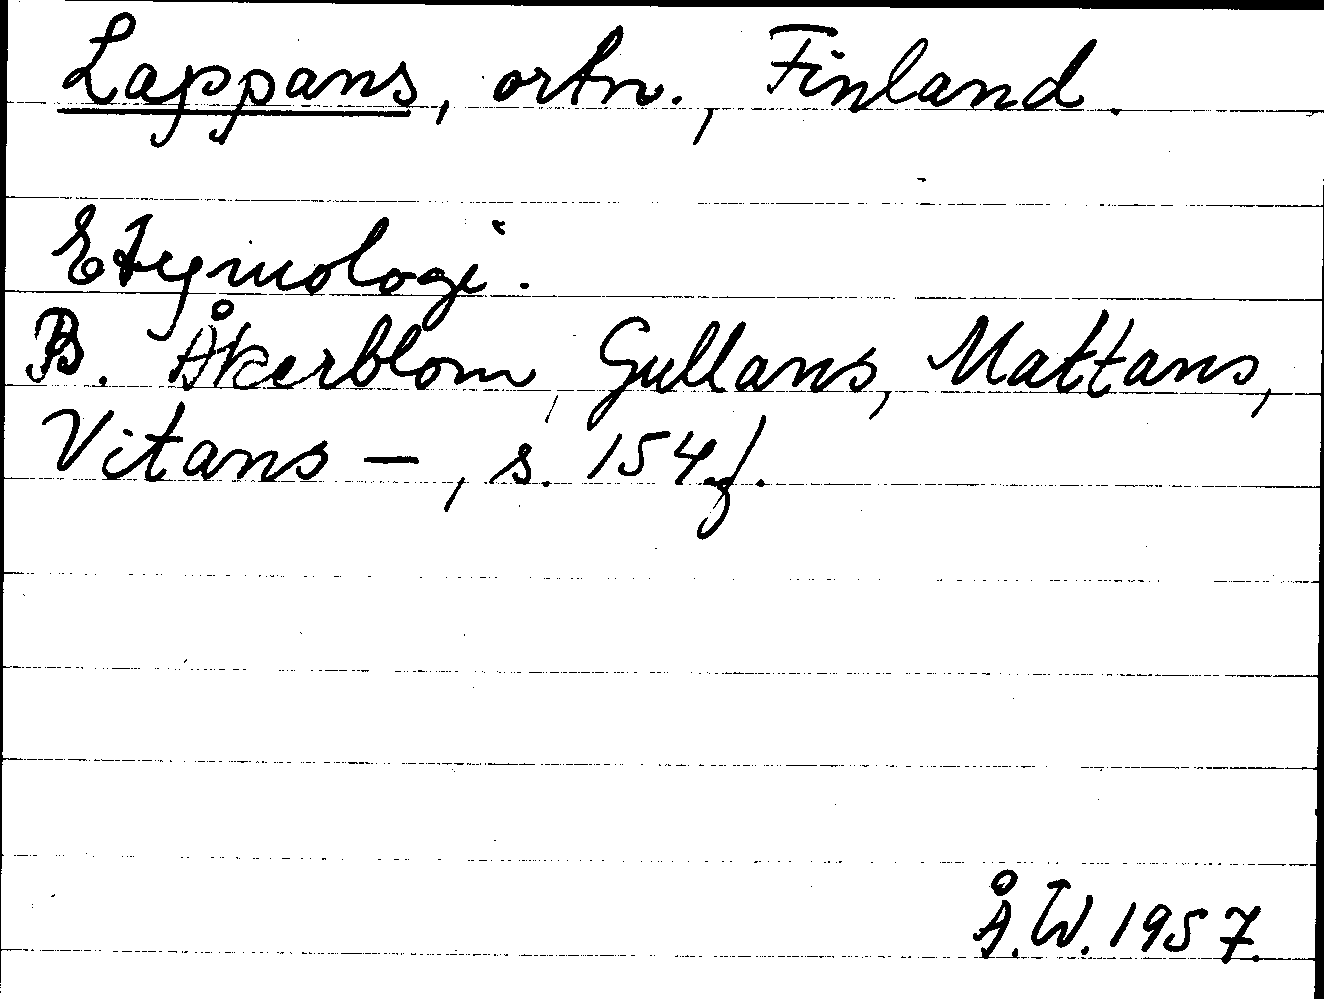 Lappans, ortn., Finland.
Etymologi.
B. Åkerblom, Gullans, Mattans,
Vitans –, s. 154 f.
Å.W. 1957.